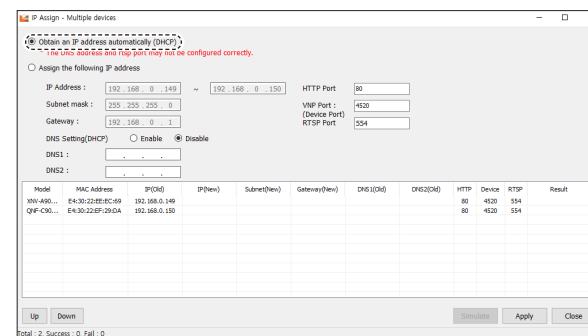 IP Assign - Multiple devices
Obtain an IP address automatically (DHCP)
The DNS address and rtsp port may not be configured correctly.
Assign the following IP address
IP Address : 192 . 168 . 0 . 149 ~ 192 . 168 . 0 . 150 HTTP Port 80
Subnet mask : 255 . 255 . 255 . 0 VNP Port : 4520
(Device Port)
Gateway : 192 . 168 . 0 . 1 RTSP Port 554
DNS Setting(DHCP) Enable Disable
DNS1 : . . .
DNS2 : . . .
Model MAC Address IP(Old) IP(New) Subnet(New) Gateway(New) DNS1(Old) DNS2(Old) HTTP Device RTSP Result
XNV-A90... E4:30:22:EE:EC:69 192.168.0.149 80 4520 554
QNF-C90... E4:30:22:EF:29:DA 192.168.0.150 80 4520 554
Up Down Simulate Apply Close
Total : 2, Success : 0, Fail : 0